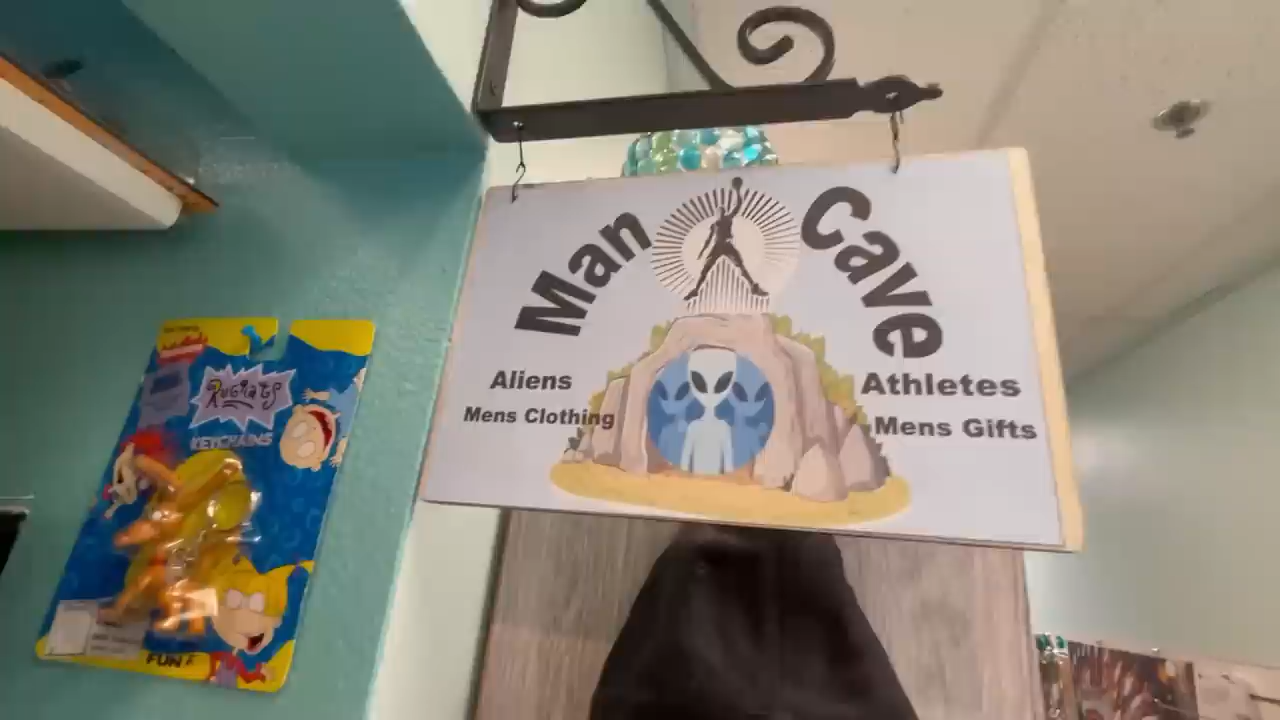 Man Cave
Aliens
Mens Clothing
Athletes
Mens Gifts
Rugrats
KEYCHAINS
FUN